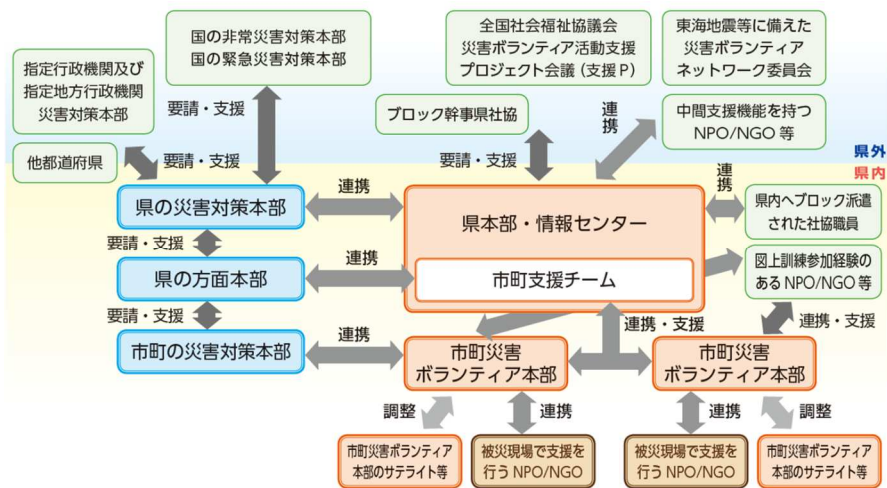 国の非常災害対策本部
国の緊急災害対策本部
指定行政機関及び
指定地方行政機関
災害対策本部
他都道府県
要請・支援
要請・支援
全国社会福祉協議会
災害ボランティア活動支援
プロジェクト会議（支援P）
東海地震等に備えた
災害ボランティア
ネットワーク委員会
ブロック幹事県社協
要請・支援
連携
中間支援機能を持つ
NPO/NGO 等
県外
県内
県の災害対策本部
連携
県本部・情報センター
連携
県内へブロック派遣
された社協職員
要請・支援
県の方面本部
連携
市町支援チーム
図上訓練参加経験の
ある NPO/NGO 等
要請・支援
市町の災害対策本部
連携
連携・支援
連携・支援
市町災害
ボランティア本部
市町災害
ボランティア本部
調整
連携
連携
調整
市町災害ボランティア
本部のサテライト等
被災現場で支援を
行う NPO/NGO
被災現場で支援を
行う NPO/NGO
市町災害ボランティア
本部のサテライト等